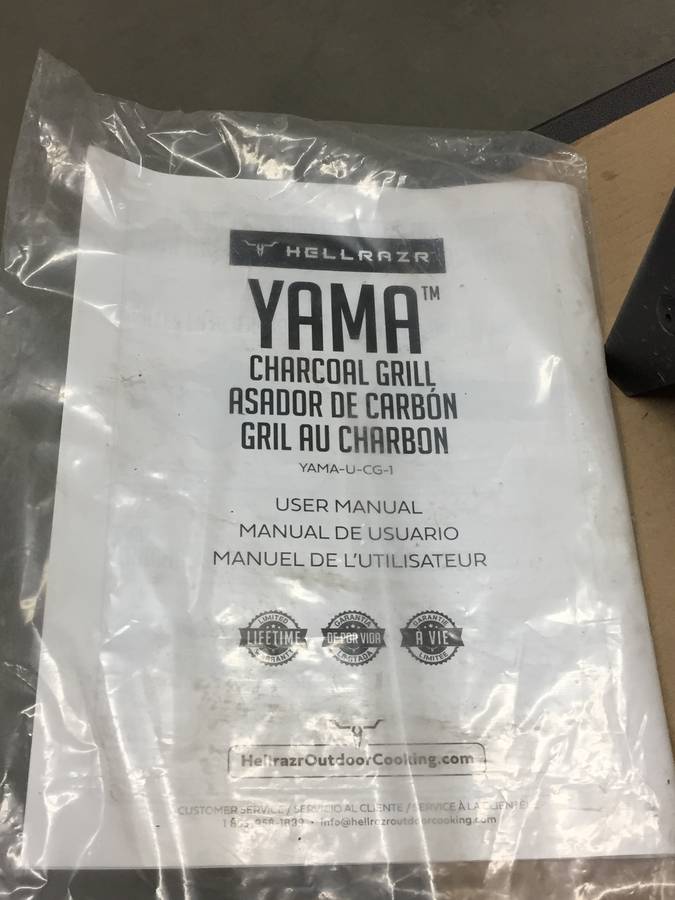 HELLRAZR
YAMA™
CHARCOAL GRILL
ASADOR DE CARBÓN
GRIL AU CHARBON
YAMA-U-CG-1
USER MANUAL
MANUAL DE USUARIO
MANUEL DE L'UTILISATEUR
LIMITED LIFETIME WARRANTY
GARANTÍA DE POR VIDA LIMITADA
GARANTIE A VIE LIMITÉE
HellrazrOutdoorCooking.com
CUSTOMER SERVICE / SERVICIO AL CLIENTE / SERVICE À LA CLIENTÈLE
info@hellrazroutdoorcooking.com